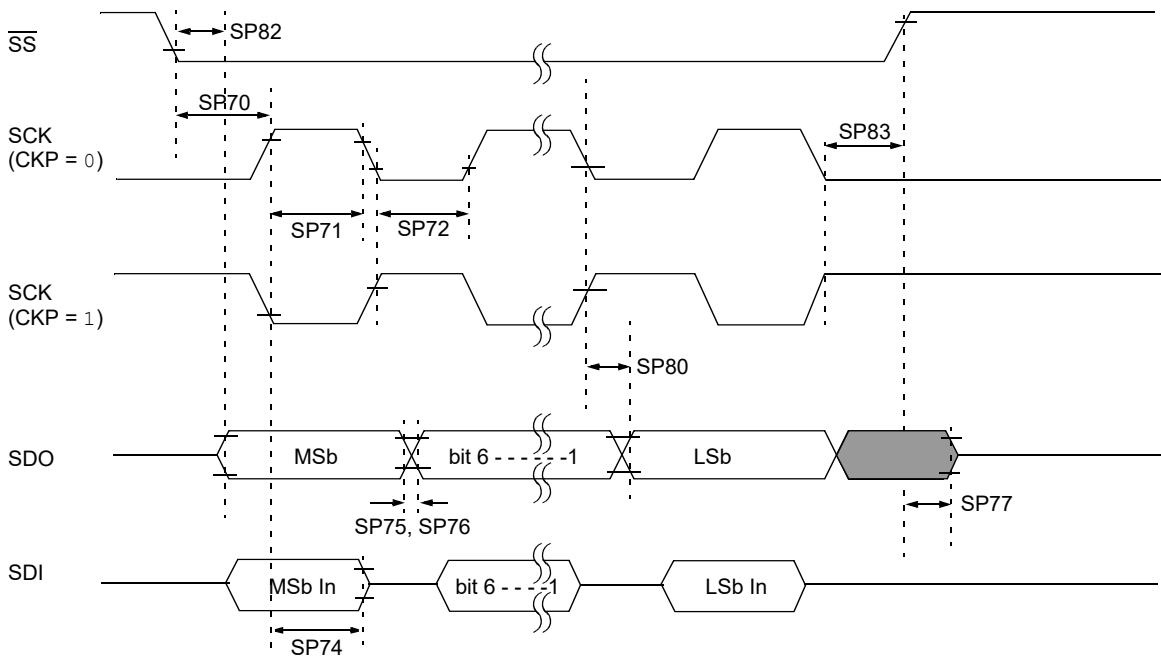 SS
SP82
SP70
SCK
(CKP = 0)
SP83
SP71
SP72
SCK
(CKP = 1)
SP80
SDO
MSb
bit 6 - - - - - - -1
LSb
SP75, SP76
SP77
SDI
MSb In
bit 6 - - - -1
LSb In
SP74